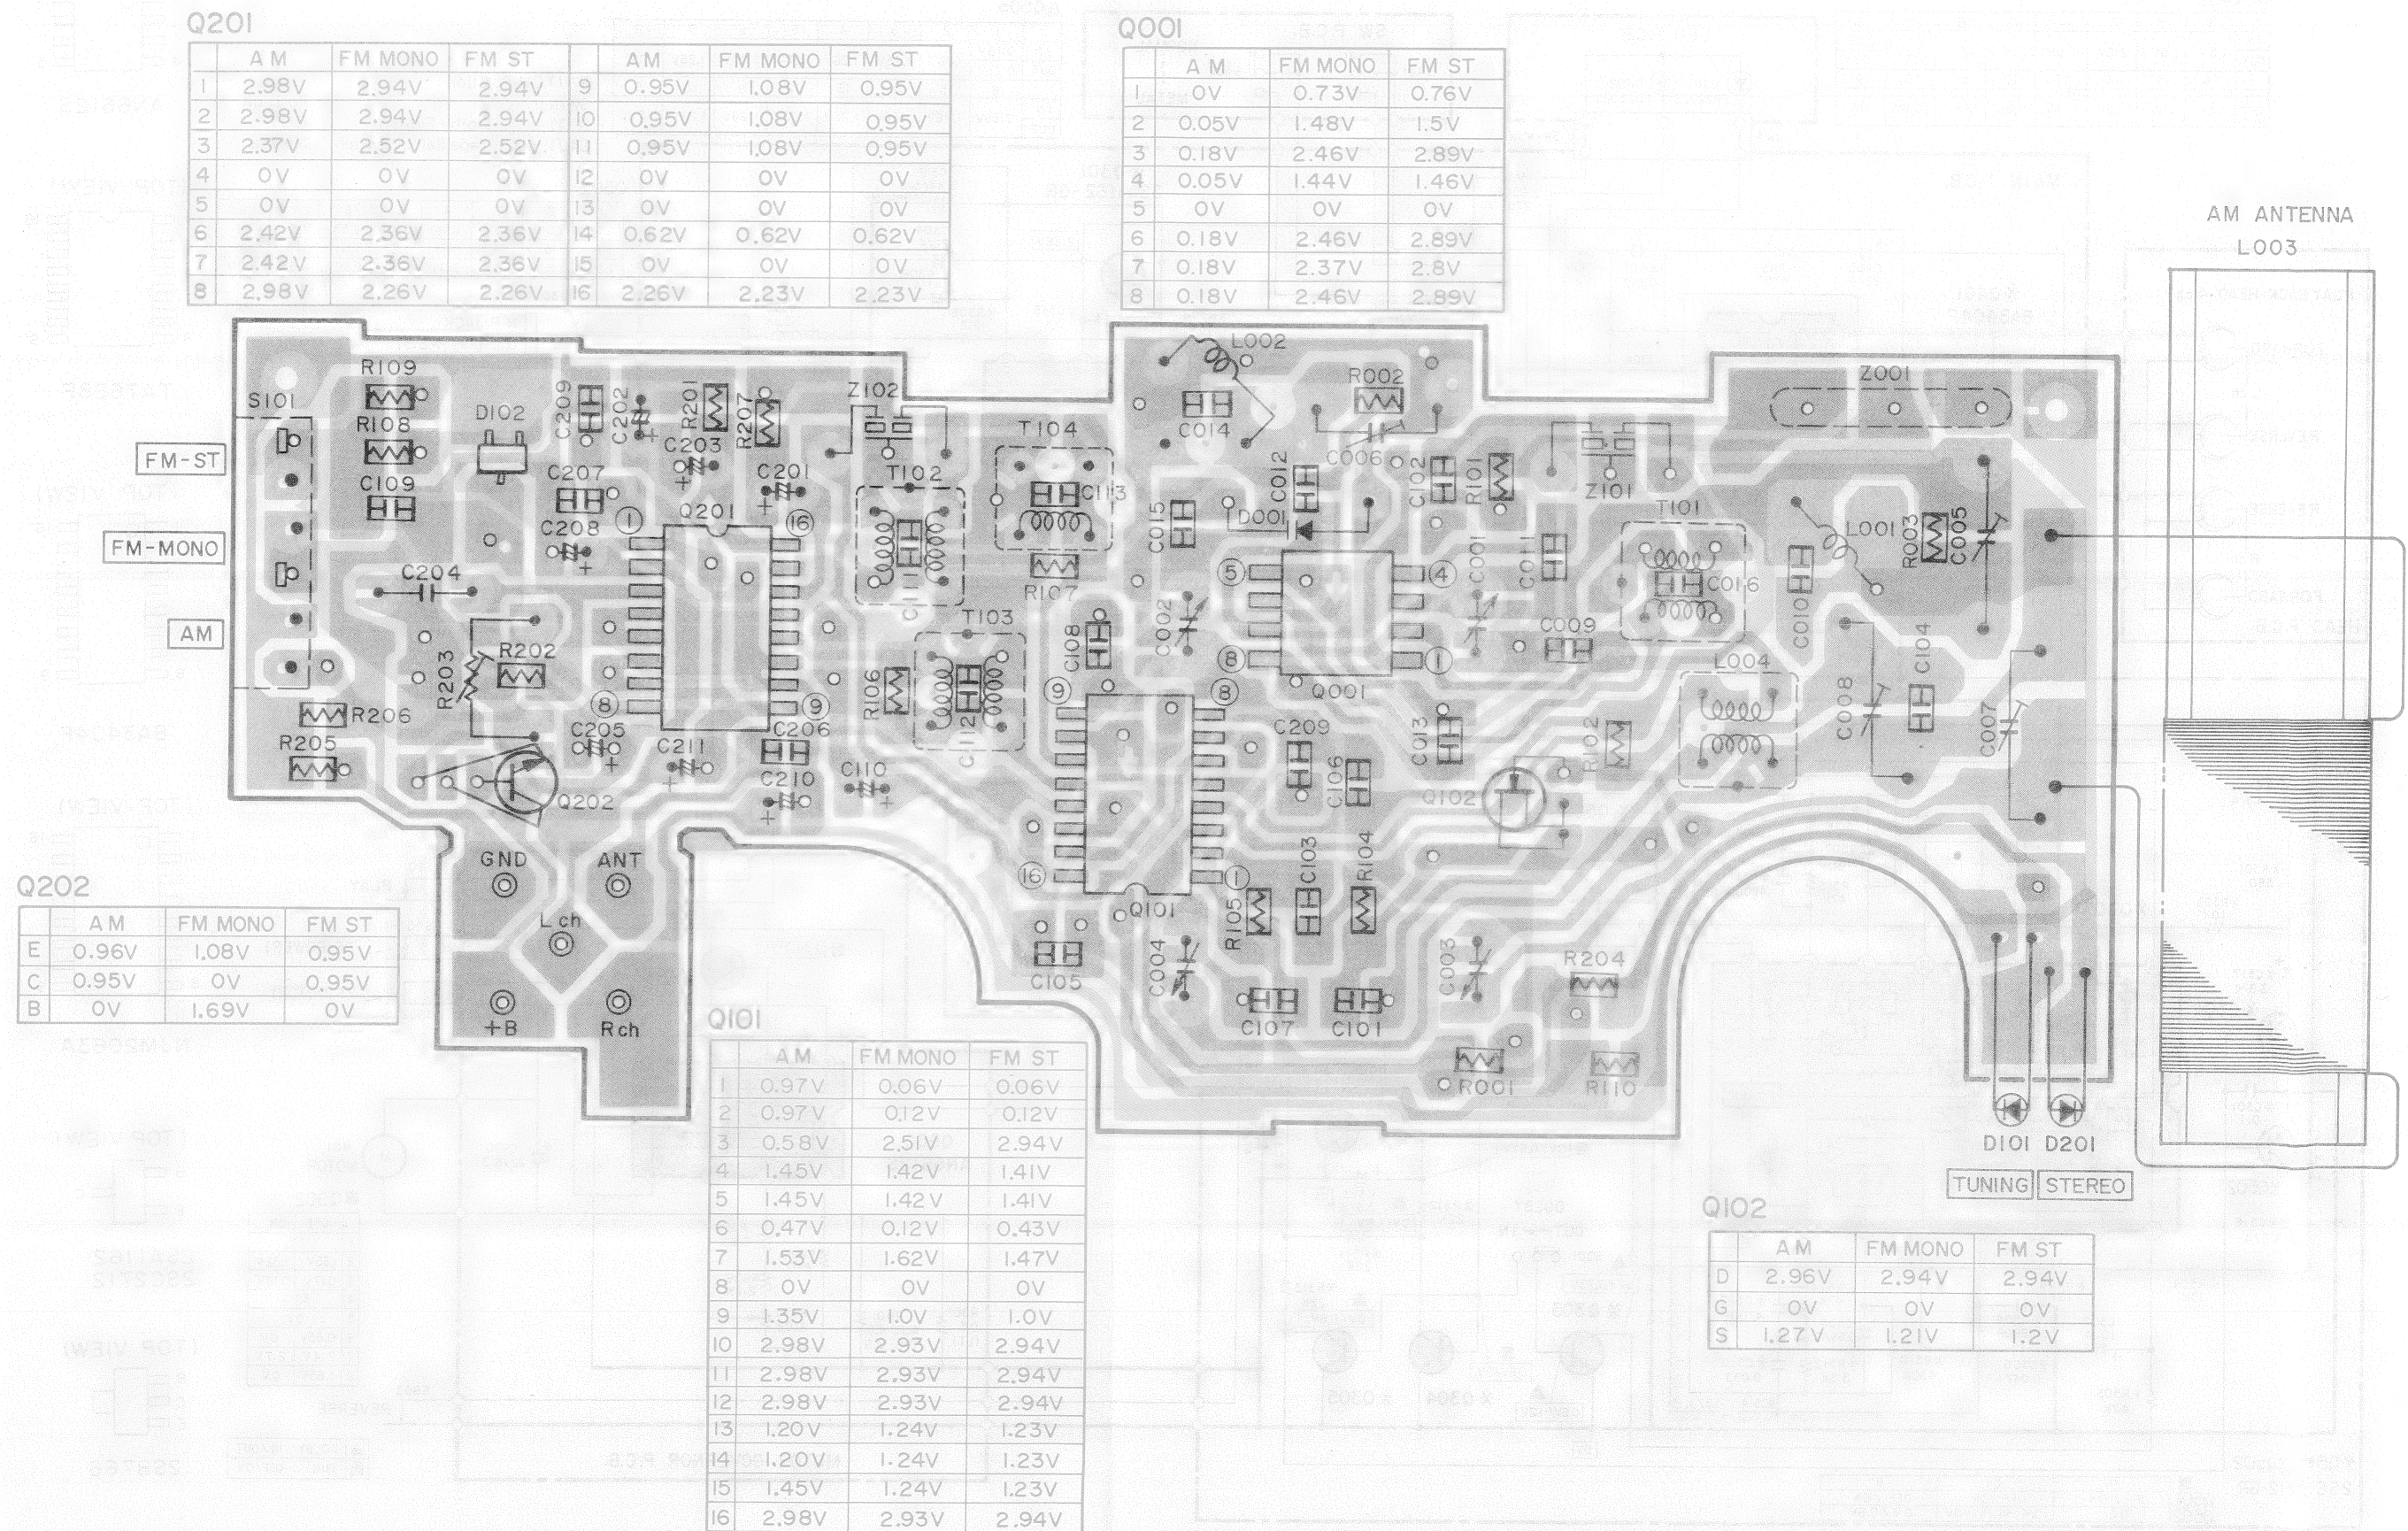 Q201
AM FM MONO FM ST AM FM MONO FM ST
1 2.98V 2.94V 2.94V 9 0.95V 1.08V 0.95V
2 2.98V 2.94V 2.94V 10 0.95V 1.08V 0.95V
3 2.37V 2.52V 2.52V 11 0.95V 1.08V 0.95V
4 0V 0V 0V 12 0V 0V 0V
5 0V 0V 0V 13 0V 0V 0V
6 2.42V 2.36V 2.36V 14 0.62V 0.62V 0.62V
7 2.42V 2.36V 2.36V 15 0V 0V 0V
8 2.98V 2.26V 2.26V 16 2.26V 2.23V 2.23V
Q001
AM FM MONO FM ST
1 0V 0.73V 0.76V
2 0.05V 1.48V 1.5V
3 0.18V 2.46V 2.89V
4 0.05V 1.44V 1.46V
5 0V 0V 0V
6 0.18V 2.46V 2.89V
7 0.18V 2.37V 2.8V
8 0.18V 2.46V 2.89V
AM ANTENNA
L003
S101
FM-ST
FM-MONO
AM
R109
R108
C109
D102
C209
C202
R201
R207
C203
C207
C201
C208
1
Q201
16
Z102
T102
C111
T104
C113
R107
C204
R203
R202
8
9
R206
R205
C205
C211
C206
C210
C110
Q202
R106
T103
C112
C108
L002
C014
R002
C006
C012
C015
D001
C102
R101
Z101
T101
C016
Z001
L001
R003
C005
5
4
C001
C011
C002
8
1
Q001
C009
C010
L004
C008
C104
C007
9
8
C209
C106
C013
Q102
R102
16
1
Q101
R105
C103
R104
C105
C004
C107
C101
C003
R204
R001
R110
GND
ANT
L ch
+B
R ch
D101 D201
TUNING STEREO
Q202
AM FM MONO FM ST
E 0.96V 1.08V 0.95V
C 0.95V 0V 0.95V
B 0V 1.69V 0V
Q101
AM FM MONO FM ST
1 0.97V 0.06V 0.06V
2 0.97V 0.12V 0.12V
3 0.58V 2.51V 2.94V
4 1.45V 1.42V 1.41V
5 1.45V 1.42V 1.41V
6 0.47V 0.12V 0.43V
7 1.53V 1.62V 1.47V
8 0V 0V 0V
9 1.35V 1.0V 1.0V
10 2.98V 2.93V 2.94V
11 2.98V 2.93V 2.94V
12 2.98V 2.93V 2.94V
13 1.20V 1.24V 1.23V
14 1.20V 1.24V 1.23V
15 1.45V 1.24V 1.23V
16 2.98V 2.93V 2.94V
Q102
AM FM MONO FM ST
D 2.96V 2.94V 2.94V
G 0V 0V 0V
S 1.27V 1.21V 1.2V